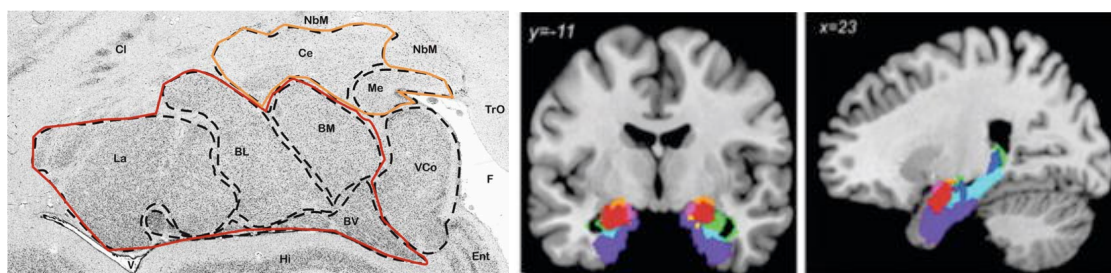 NbM
Cl
Ce
NbM
Me
TrO
BM
La
BL
VCo
F
BV
V
Hi
Ent
y=-11
x=23